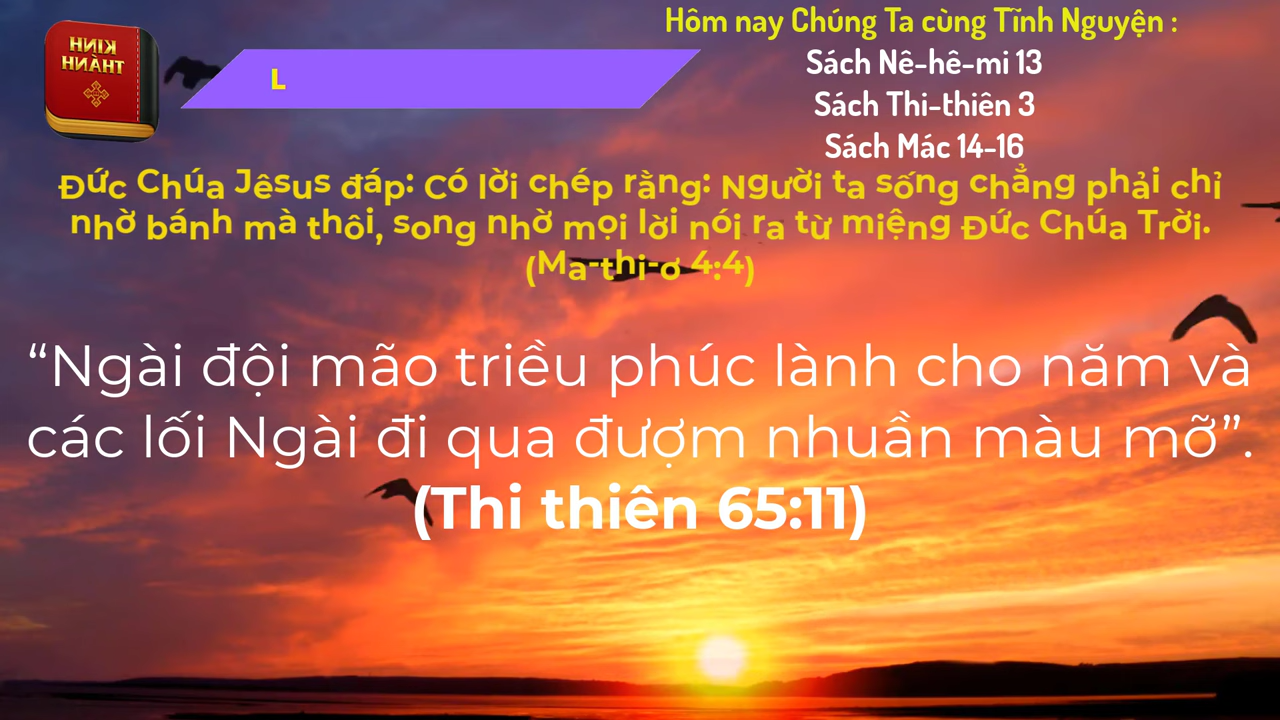 KINH
THÁNH
L
Hôm nay Chúng Ta cùng Tĩnh Nguyện :
Sách Nê-hê-mi 13
Sách Thi-thiên 3
Sách Mác 14-16
Đức Chúa Jêsus đáp: Có lời chép rằng: Người ta sống chẳng phải chỉ
nhờ bánh mà thôi, song nhờ mọi lời nói ra từ miệng Đức Chúa Trời.
(Ma-thi-ơ 4:4)
“Ngài đội mão triều phúc lành cho năm và
các lối Ngài đi qua đượm nhuần màu mỡ”.
(Thi thiên 65:11)